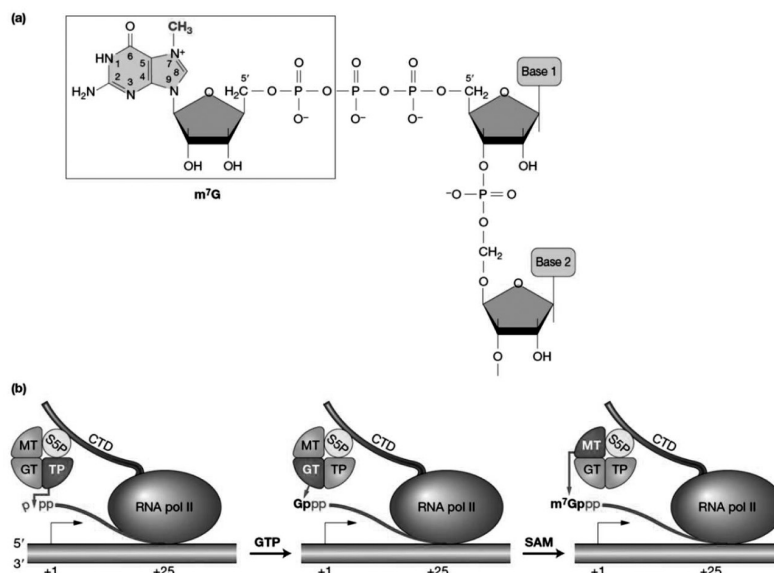 (a)
O
CH₃
HN
1
6
5
N⁺
7
8
2
3
4
9
H₂N
N
N
O
5′
H₂C
O
P
O
O⁻
O
P
O
O⁻
O
P
O
O⁻
O
5′
CH₂
O
Base 1
OH OH
m⁷G
O
OH
⁻O
P
O
O
CH₂
O
O
Base 2
O
OH
(b)
CTD
MT
S5P
GT
TP
p pp
RNA pol II
5′
3′
+1
+25
GTP
CTD
MT
S5P
GT
TP
Gppp
RNA pol II
+1
+25
SAM
CTD
MT
S5P
GT
TP
m⁷Gppp
RNA pol II
+1
+25